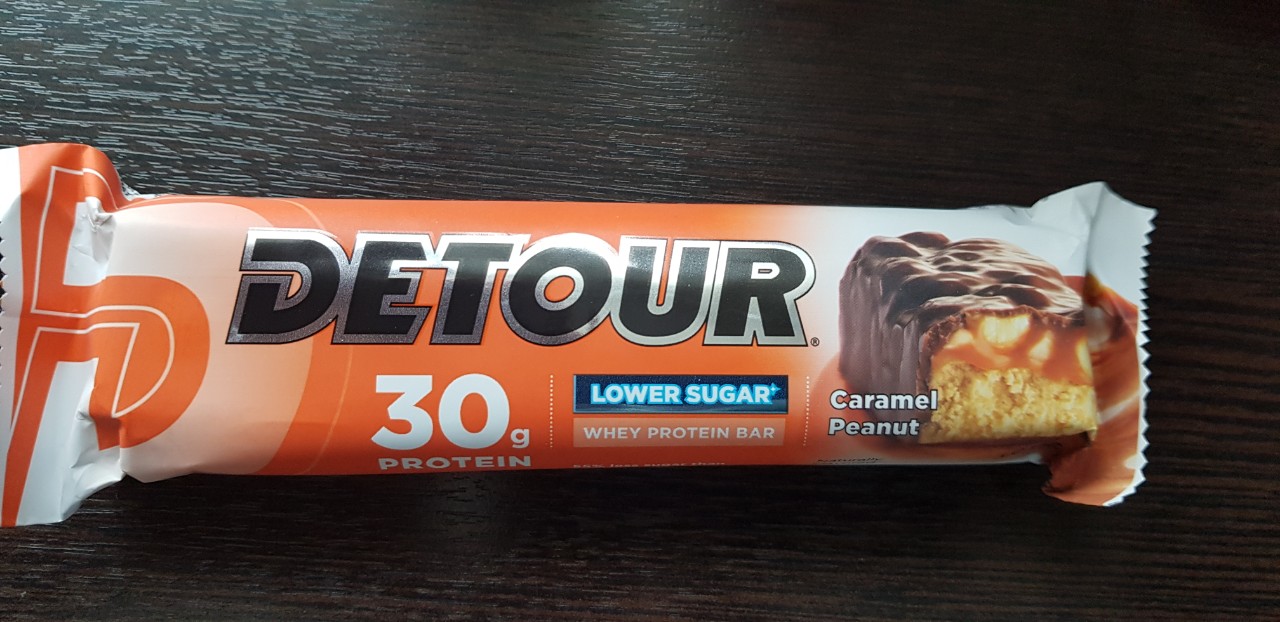 DETOUR®
30g
PROTEIN
LOWER SUGAR+
WHEY PROTEIN BAR
Caramel
Peanut